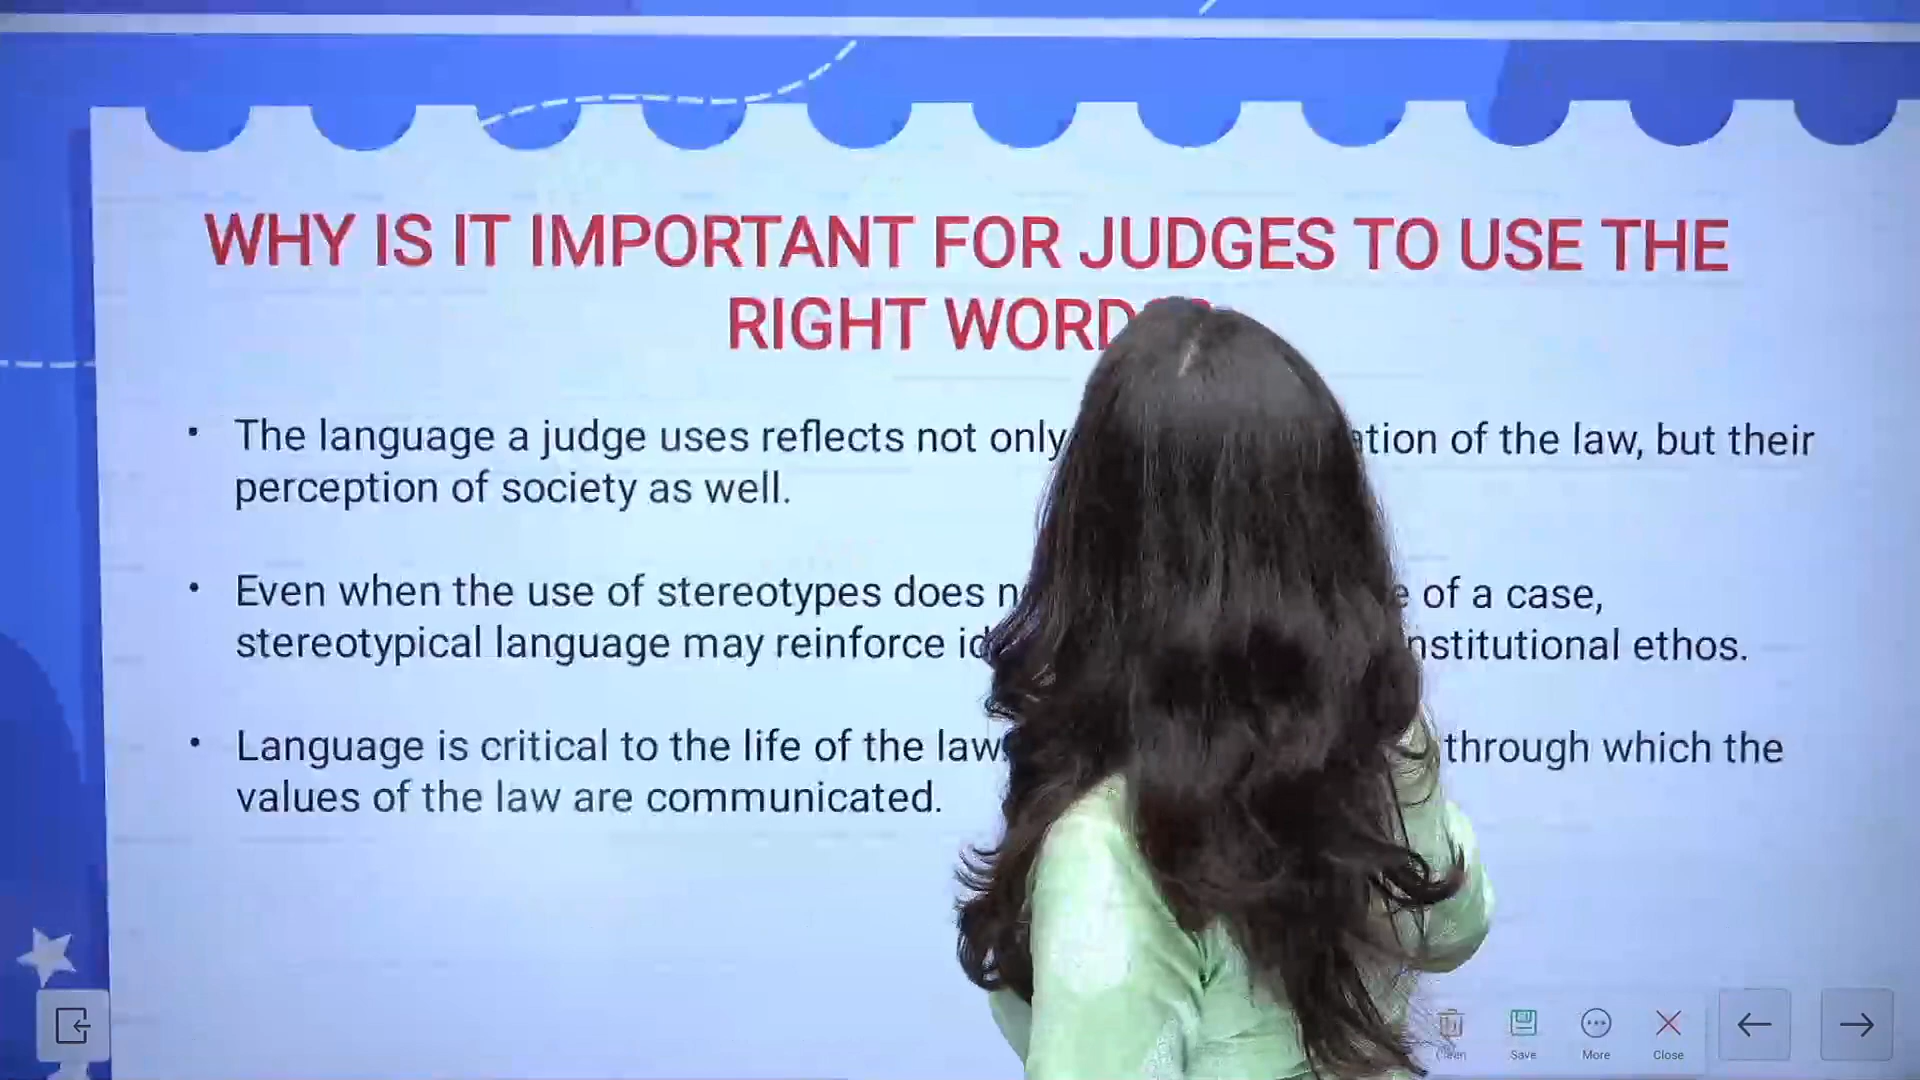 WHY IS IT IMPORTANT FOR JUDGES TO USE THE
RIGHT
The language a judge uses reflects not only of the law, but their
perception of society as well.
Even when the use of stereotypes does of a case,
stereotypical language may reinforce ethos.
Language is critical to the life of the law through which the
values of the law are communicated.
Save
More
Close